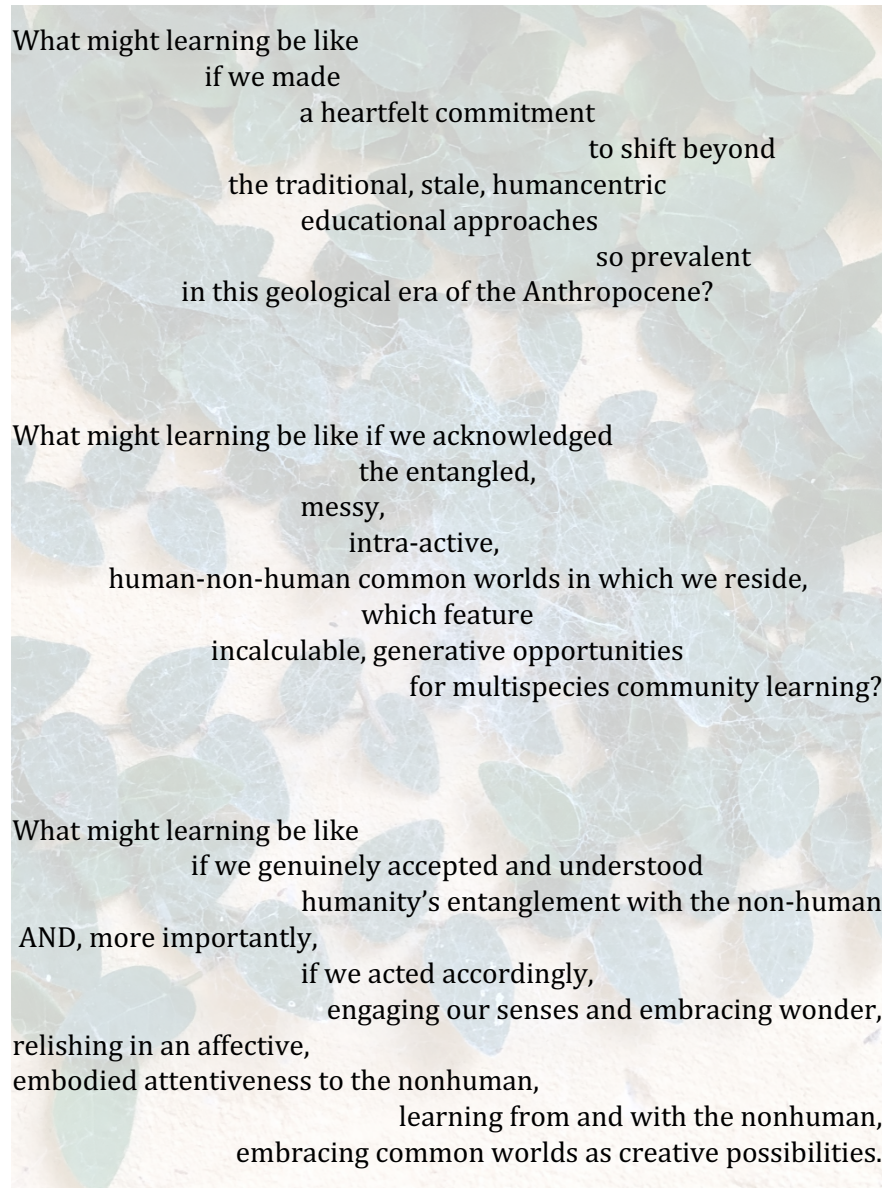 What might learning be like
if we made
a heartfelt commitment
to shift beyond
the traditional, stale, humancentric
educational approaches
so prevalent
in this geological era of the Anthropocene?
What might learning be like if we acknowledged
the entangled,
messy,
intra-active,
human-non-human common worlds in which we reside,
which feature
incalculable, generative opportunities
for multispecies community learning?
What might learning be like
if we genuinely accepted and understood
humanity’s entanglement with the non-human
AND, more importantly,
if we acted accordingly,
engaging our senses and embracing wonder,
relishing in an affective,
embodied attentiveness to the nonhuman,
learning from and with the nonhuman,
embracing common worlds as creative possibilities.